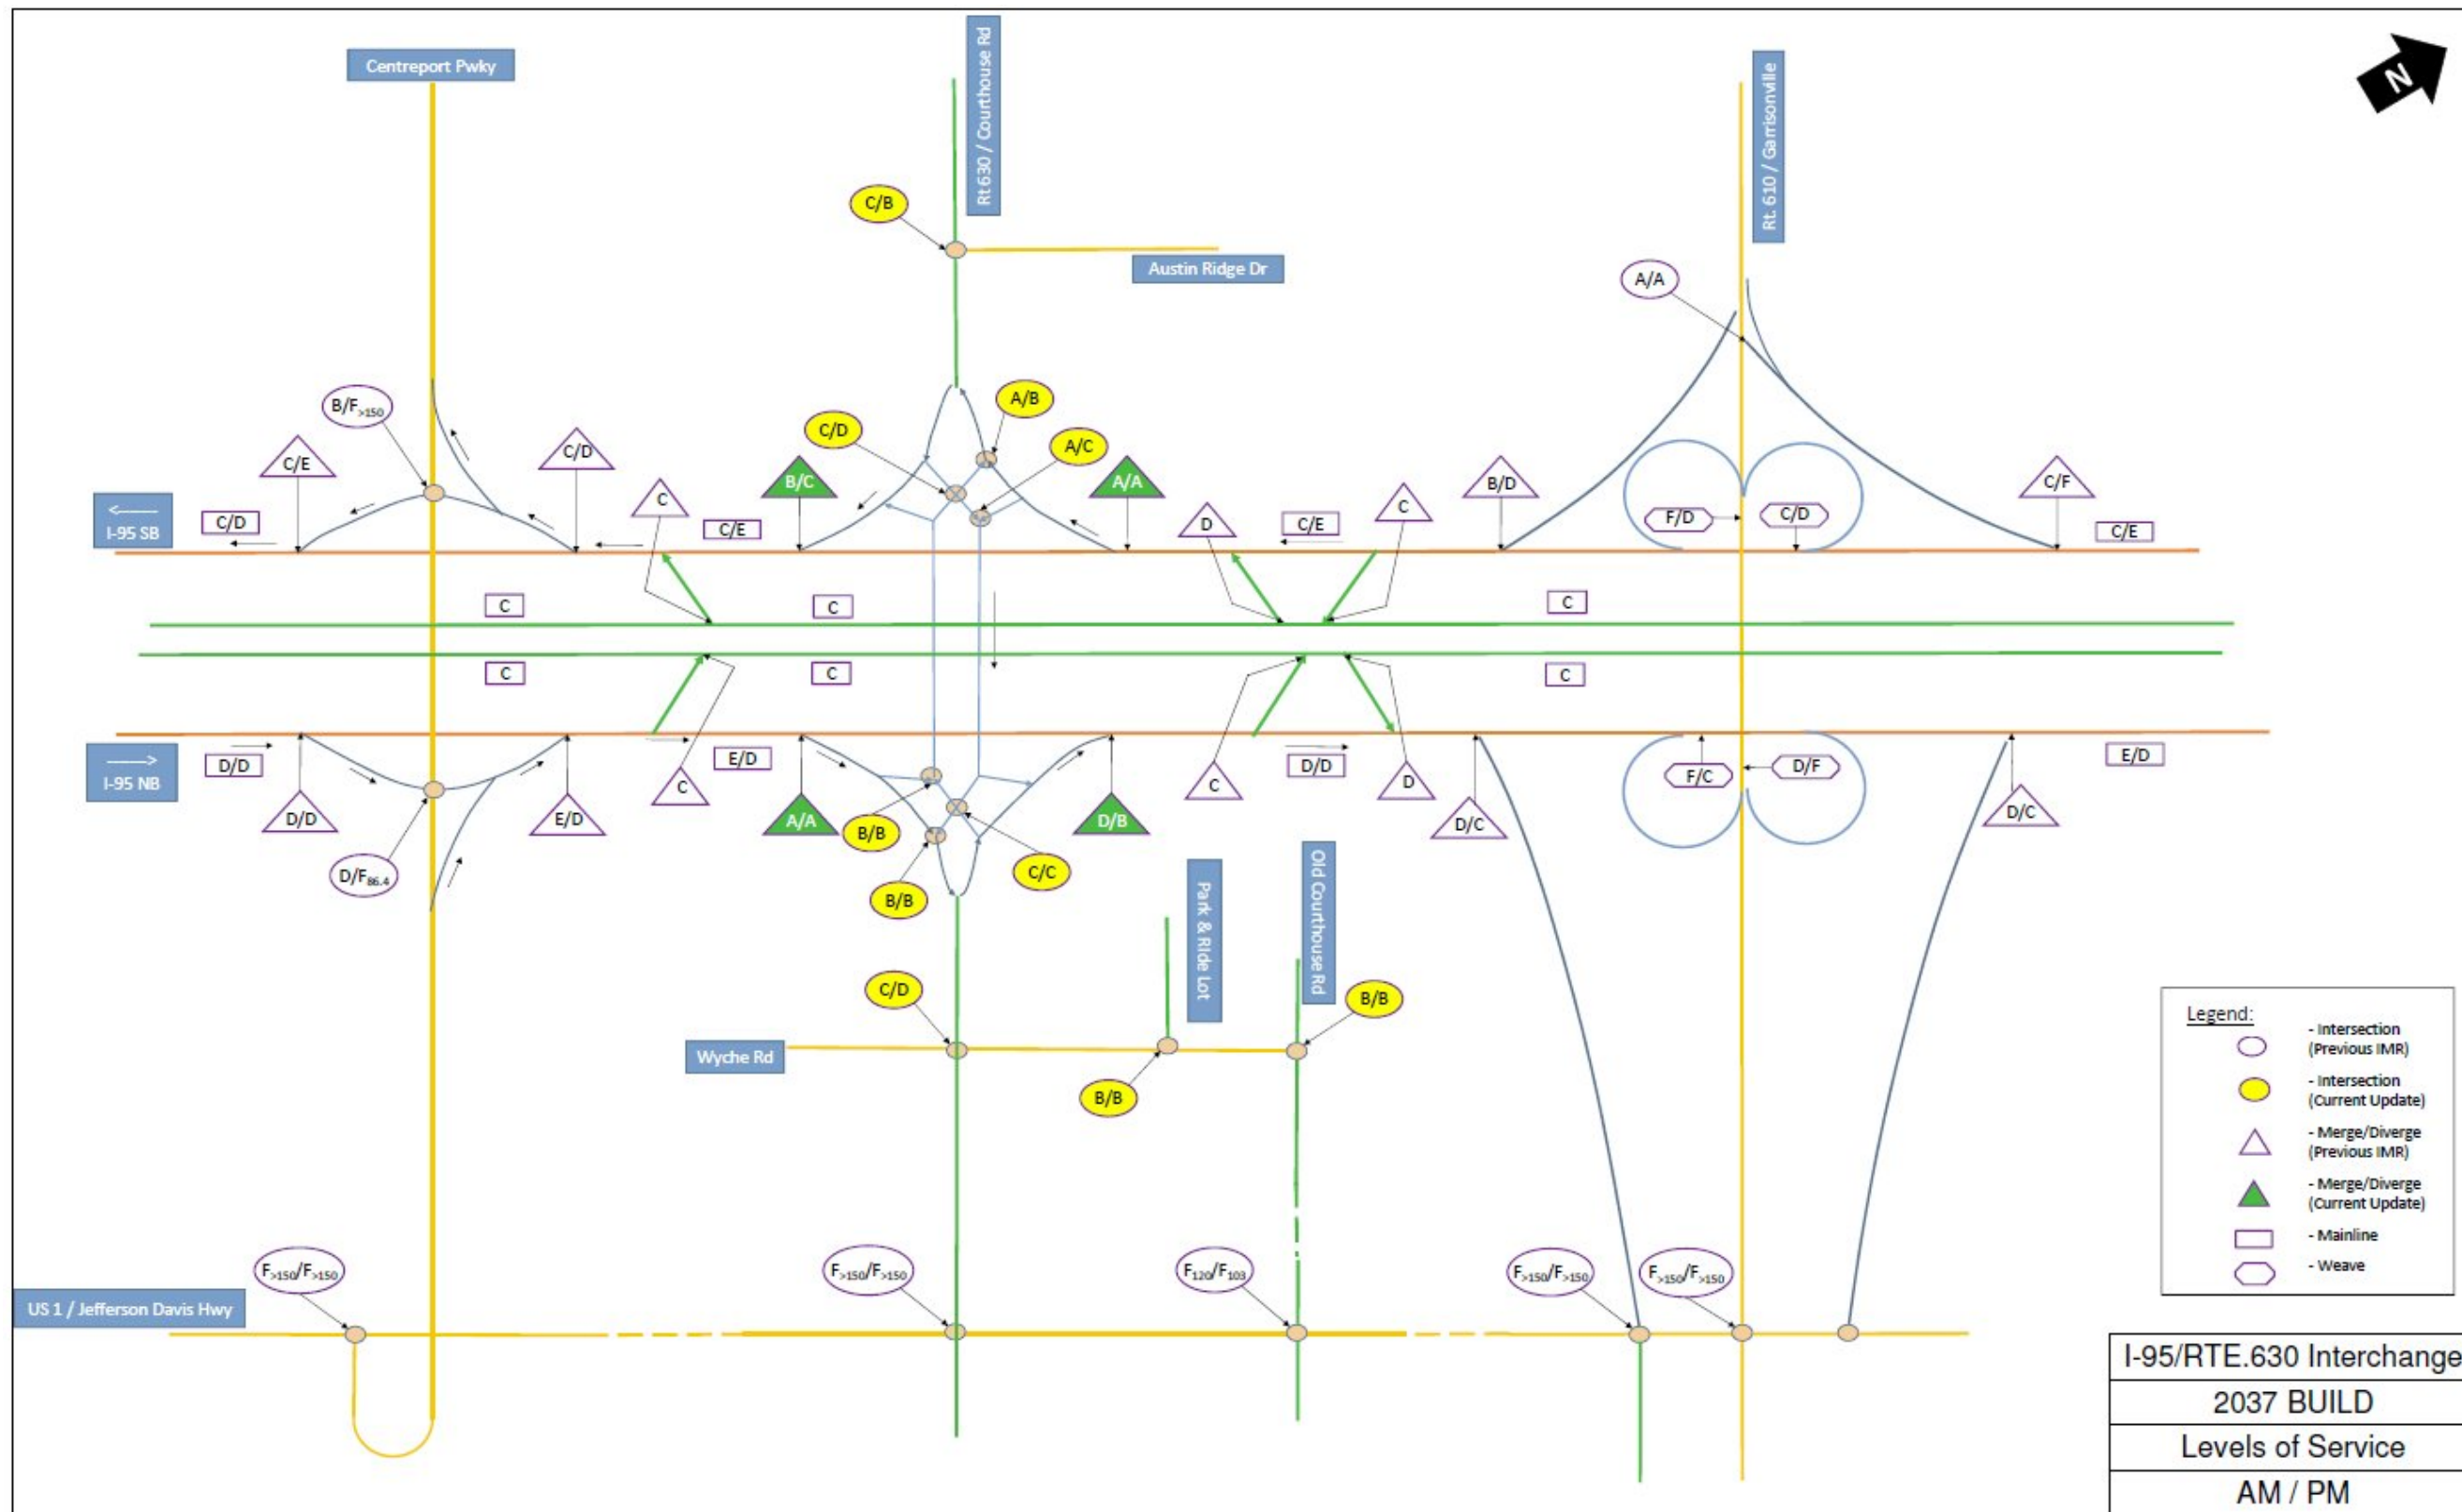 Centreport Pwky
Rt 630 / Courthouse Rd
Rt. 610 / Garrisonville
N
C/B
Austin Ridge Dr
A/A
B/F>150
A/B
C/D
A/C
C/E
C/D
C
B/C
A/A
D
C/E
C
B/D
F/D
C/D
C/F
<------
I-95 SB
C/D
C/E
C/E
C
C
C
C
C
C
------>
I-95 NB
D/D
E/D
D/D
E/D
D/D
E/D
C
A/A
B/B
D/B
C
D
D/C
F/C
D/F
D/C
D/F86.4
B/B
C/C
Park & RIde Lot
Old Courthouse Rd
C/D
B/B
Wyche Rd
B/B
Legend:
- Intersection
(Previous IMR)
- Intersection
(Current Update)
- Merge/Diverge
(Previous IMR)
- Merge/Diverge
(Current Update)
- Mainline
- Weave
F>150/F>150
F>150/F>150
F120/F103
F>150/F>150
F>150/F>150
US 1 / Jefferson Davis Hwy
I-95/RTE.630 Interchange
2037 BUILD
Levels of Service
AM / PM